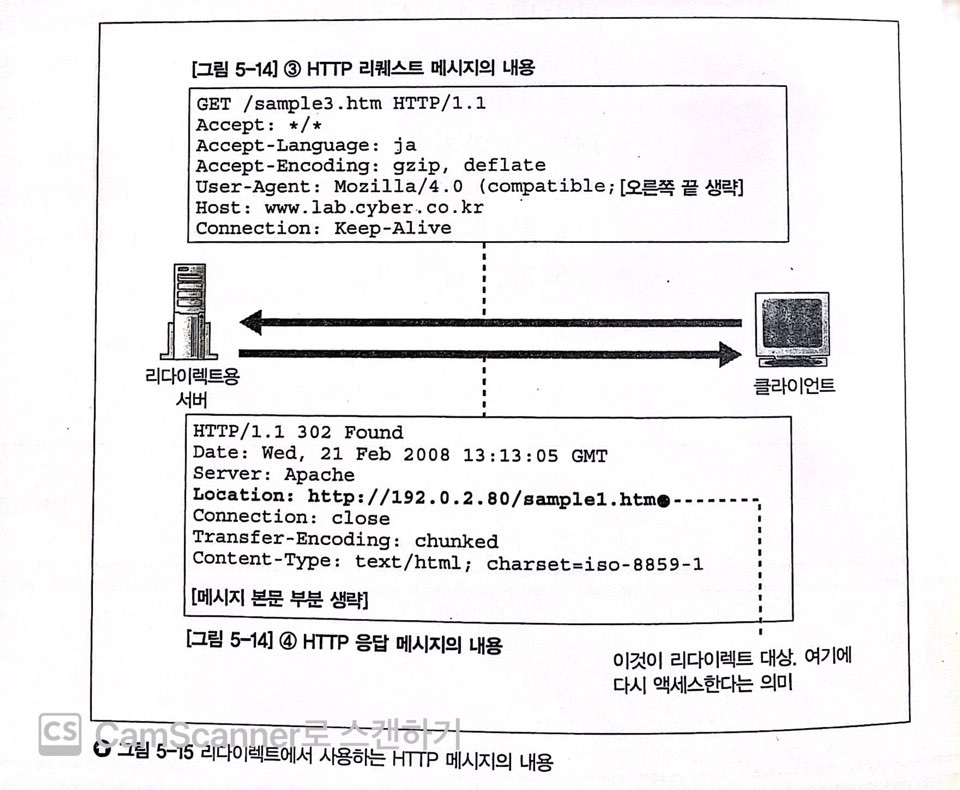 [그림 5-14] ③ HTTP 리퀘스트 메시지의 내용
GET /sample3.htm HTTP/1.1
Accept: */*
Accept-Language: ja
Accept-Encoding: gzip, deflate
User-Agent: Mozilla/4.0 (compatible; [오른쪽 끝 생략]
Host: www.lab.cyber.co.kr
Connection: Keep-Alive
리다이렉트용
서버
클라이언트
HTTP/1.1 302 Found
Date: Wed, 21 Feb 2008 13:13:05 GMT
Server: Apache
Location: http://192.0.2.80/sample1.htm
Connection: close
Transfer-Encoding: chunked
Content-Type: text/html; charset=iso-8859-1
[메시지 본문 부분 생략]
[그림 5-14] ④ HTTP 응답 메시지의 내용
이것이 리다이렉트 대상. 여기에
다시 액세스한다는 의미
CS CamScanner로 스캔하기
그림 5-15 리다이렉트에서 사용하는 HTTP 메시지의 내용